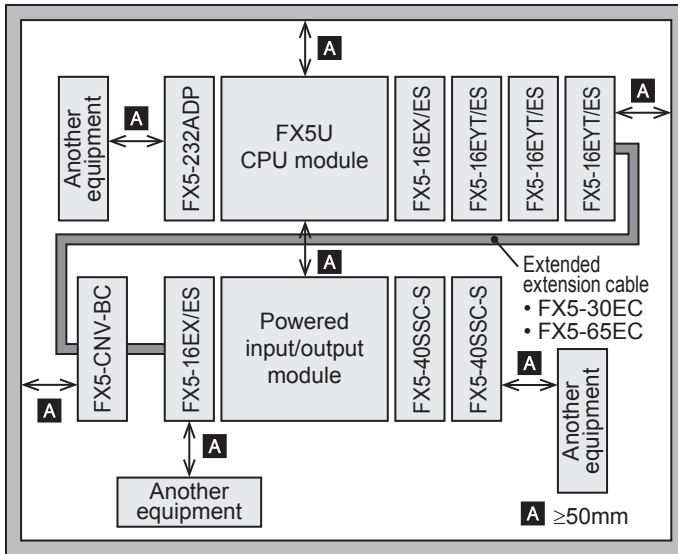 A
Another
equipment
A
FX5-232ADP
FX5U
CPU module
FX5-16EX/ES
FX5-16EYT/ES
FX5-16EYT/ES
FX5-16EYT/ES
A
A
Extended
extension cable
• FX5-30EC
• FX5-65EC
A
FX5-CNV-BC
FX5-16EX/ES
Powered
input/output
module
FX5-40SSC-S
FX5-40SSC-S
A
Another
equipment
A
Another
equipment
A ≥50mm